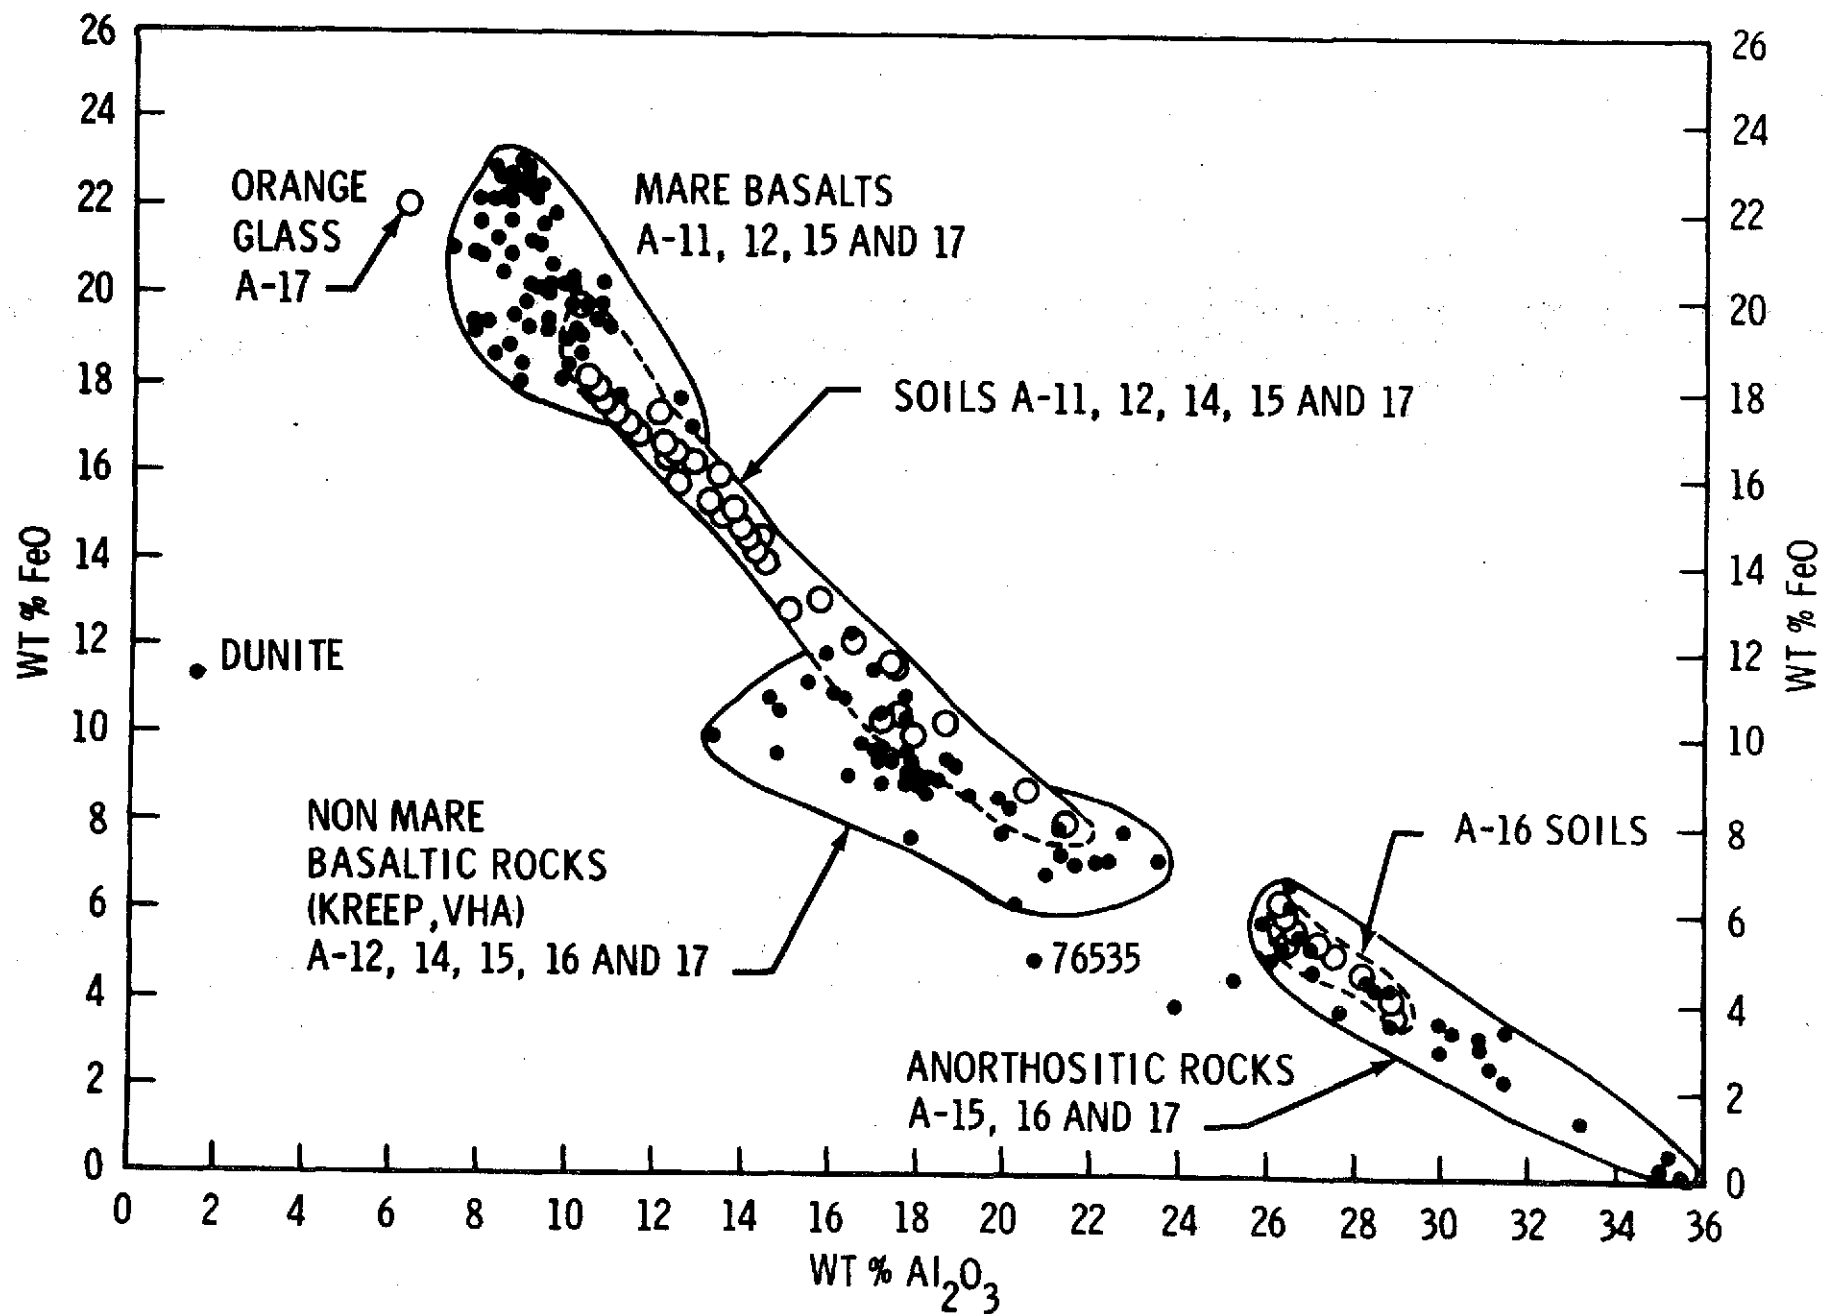 26
24
22
20
18
16
14
12
10
8
6
4
2
0
WT % FeO
26
24
22
20
18
16
14
12
10
8
6
4
2
0
WT % FeO
ORANGE
GLASS
A-17
MARE BASALTS
A-11, 12, 15 AND 17
SOILS A-11, 12, 14, 15 AND 17
DUNITE
NON MARE
BASALTIC ROCKS
(KREEP, VHA)
A-12, 14, 15, 16 AND 17
76535
A-16 SOILS
ANORTHOSITIC ROCKS
A-15, 16 AND 17
0 2 4 6 8 10 12 14 16 18 20 22 24 26 28 30 32 34 36
WT % Al₂O₃